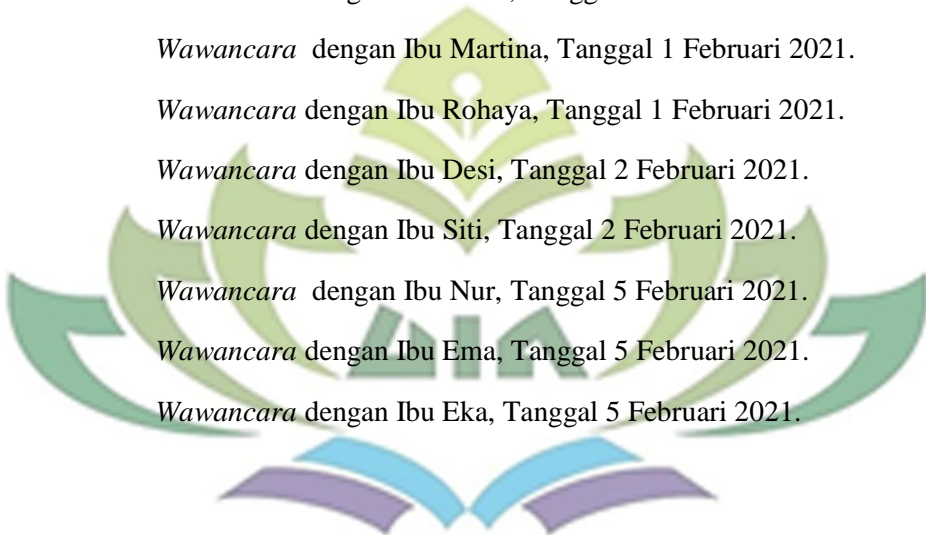 Wawancara dengan Ibu Martina, Tanggal 1 Februari 2021.
Wawancara dengan Ibu Rohaya, Tanggal 1 Februari 2021.
Wawancara dengan Ibu Desi, Tanggal 2 Februari 2021.
Wawancara dengan Ibu Siti, Tanggal 2 Februari 2021.
Wawancara dengan Ibu Nur, Tanggal 5 Februari 2021.
Wawancara dengan Ibu Ema, Tanggal 5 Februari 2021.
Wawancara dengan Ibu Eka, Tanggal 5 Februari 2021.